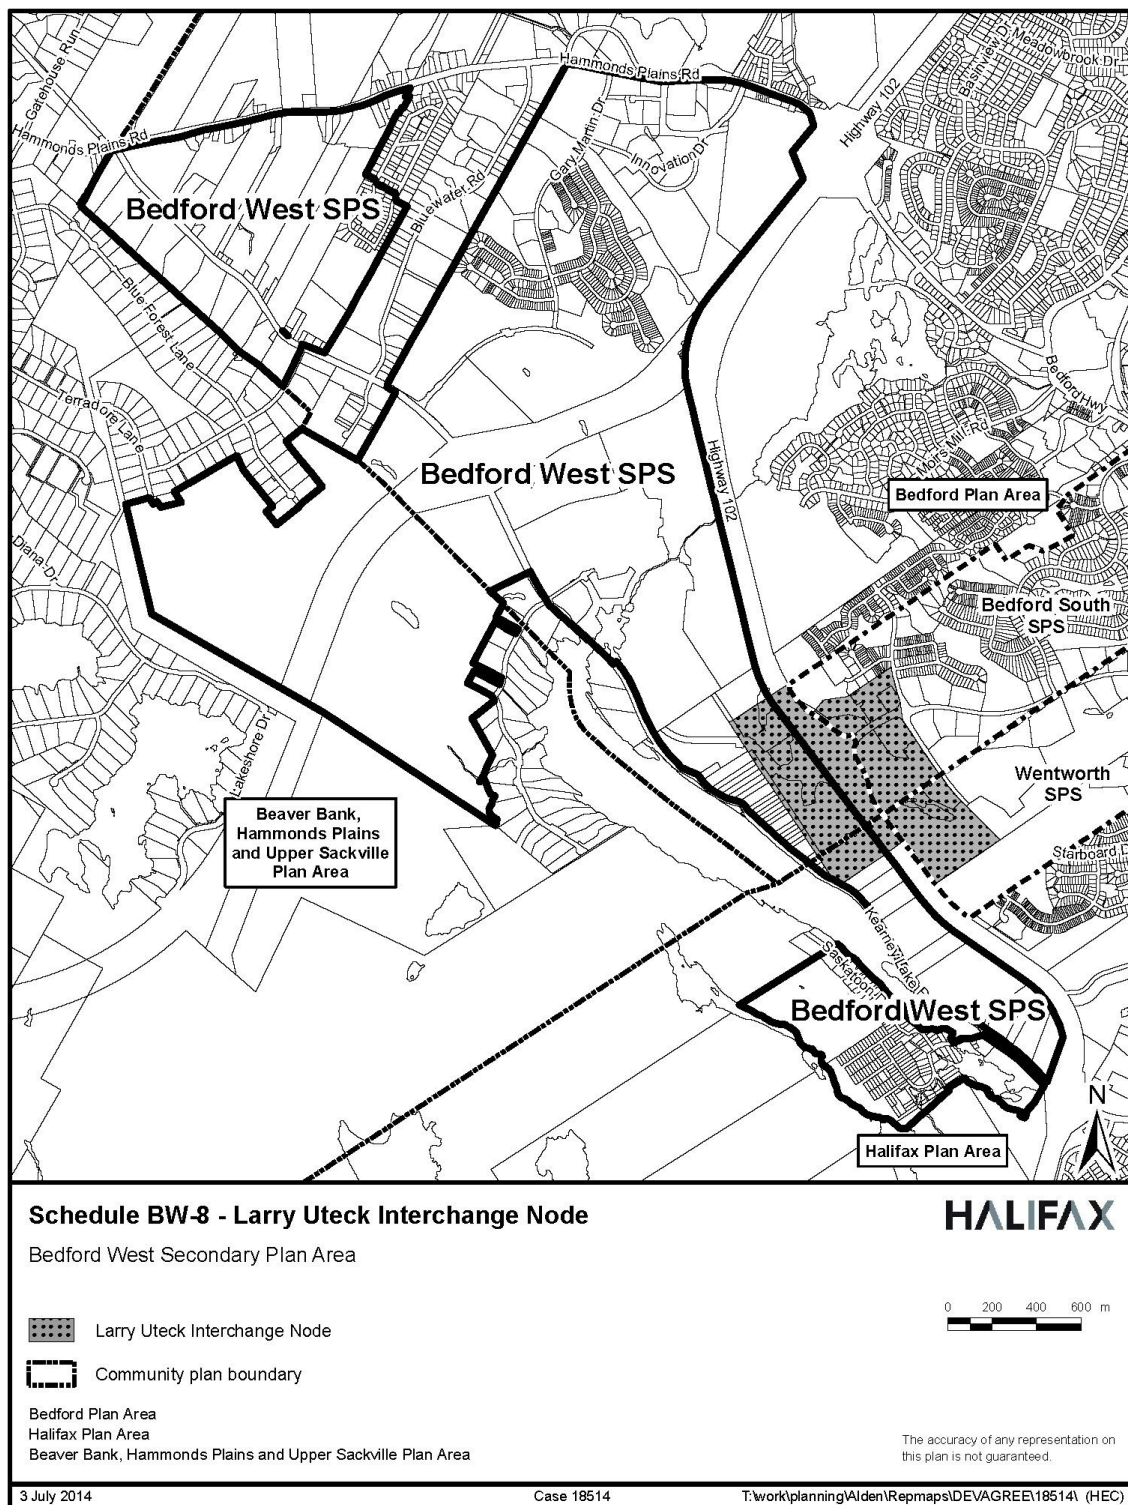 Gatehouse Run
Hammonds Plains Rd
Hammonds Plains Rd
Meadowbrook Dr
Basinview Dr
Highway 102
Gary Martin Dr
Innovation Dr
Bluewater Rd
Bedford West SPS
Blue Forest Lane
Terradore Lane
Bedford Hwy
Moirs Mill Rd
Highway 102
Bedford West SPS
Bedford Plan Area
Diana Dr
Bedford South
SPS
Lakeshore Dr
Wentworth
SPS
Beaver Bank,
Hammonds Plains
and Upper Sackville
Plan Area
Starboard D
Kearney Lake R
Saskatoon
Bedford West SPS
N
Halifax Plan Area
Schedule BW-8 - Larry Uteck Interchange Node
HALIFAX
Bedford West Secondary Plan Area
0 200 400 600 m
Larry Uteck Interchange Node
Community plan boundary
Bedford Plan Area
Halifax Plan Area
Beaver Bank, Hammonds Plains and Upper Sackville Plan Area
The accuracy of any representation on
this plan is not guaranteed.
3 July 2014
Case 18514
T:\work\planning\Alden\Repmaps\DEVAGREE\18514\ (HEC)